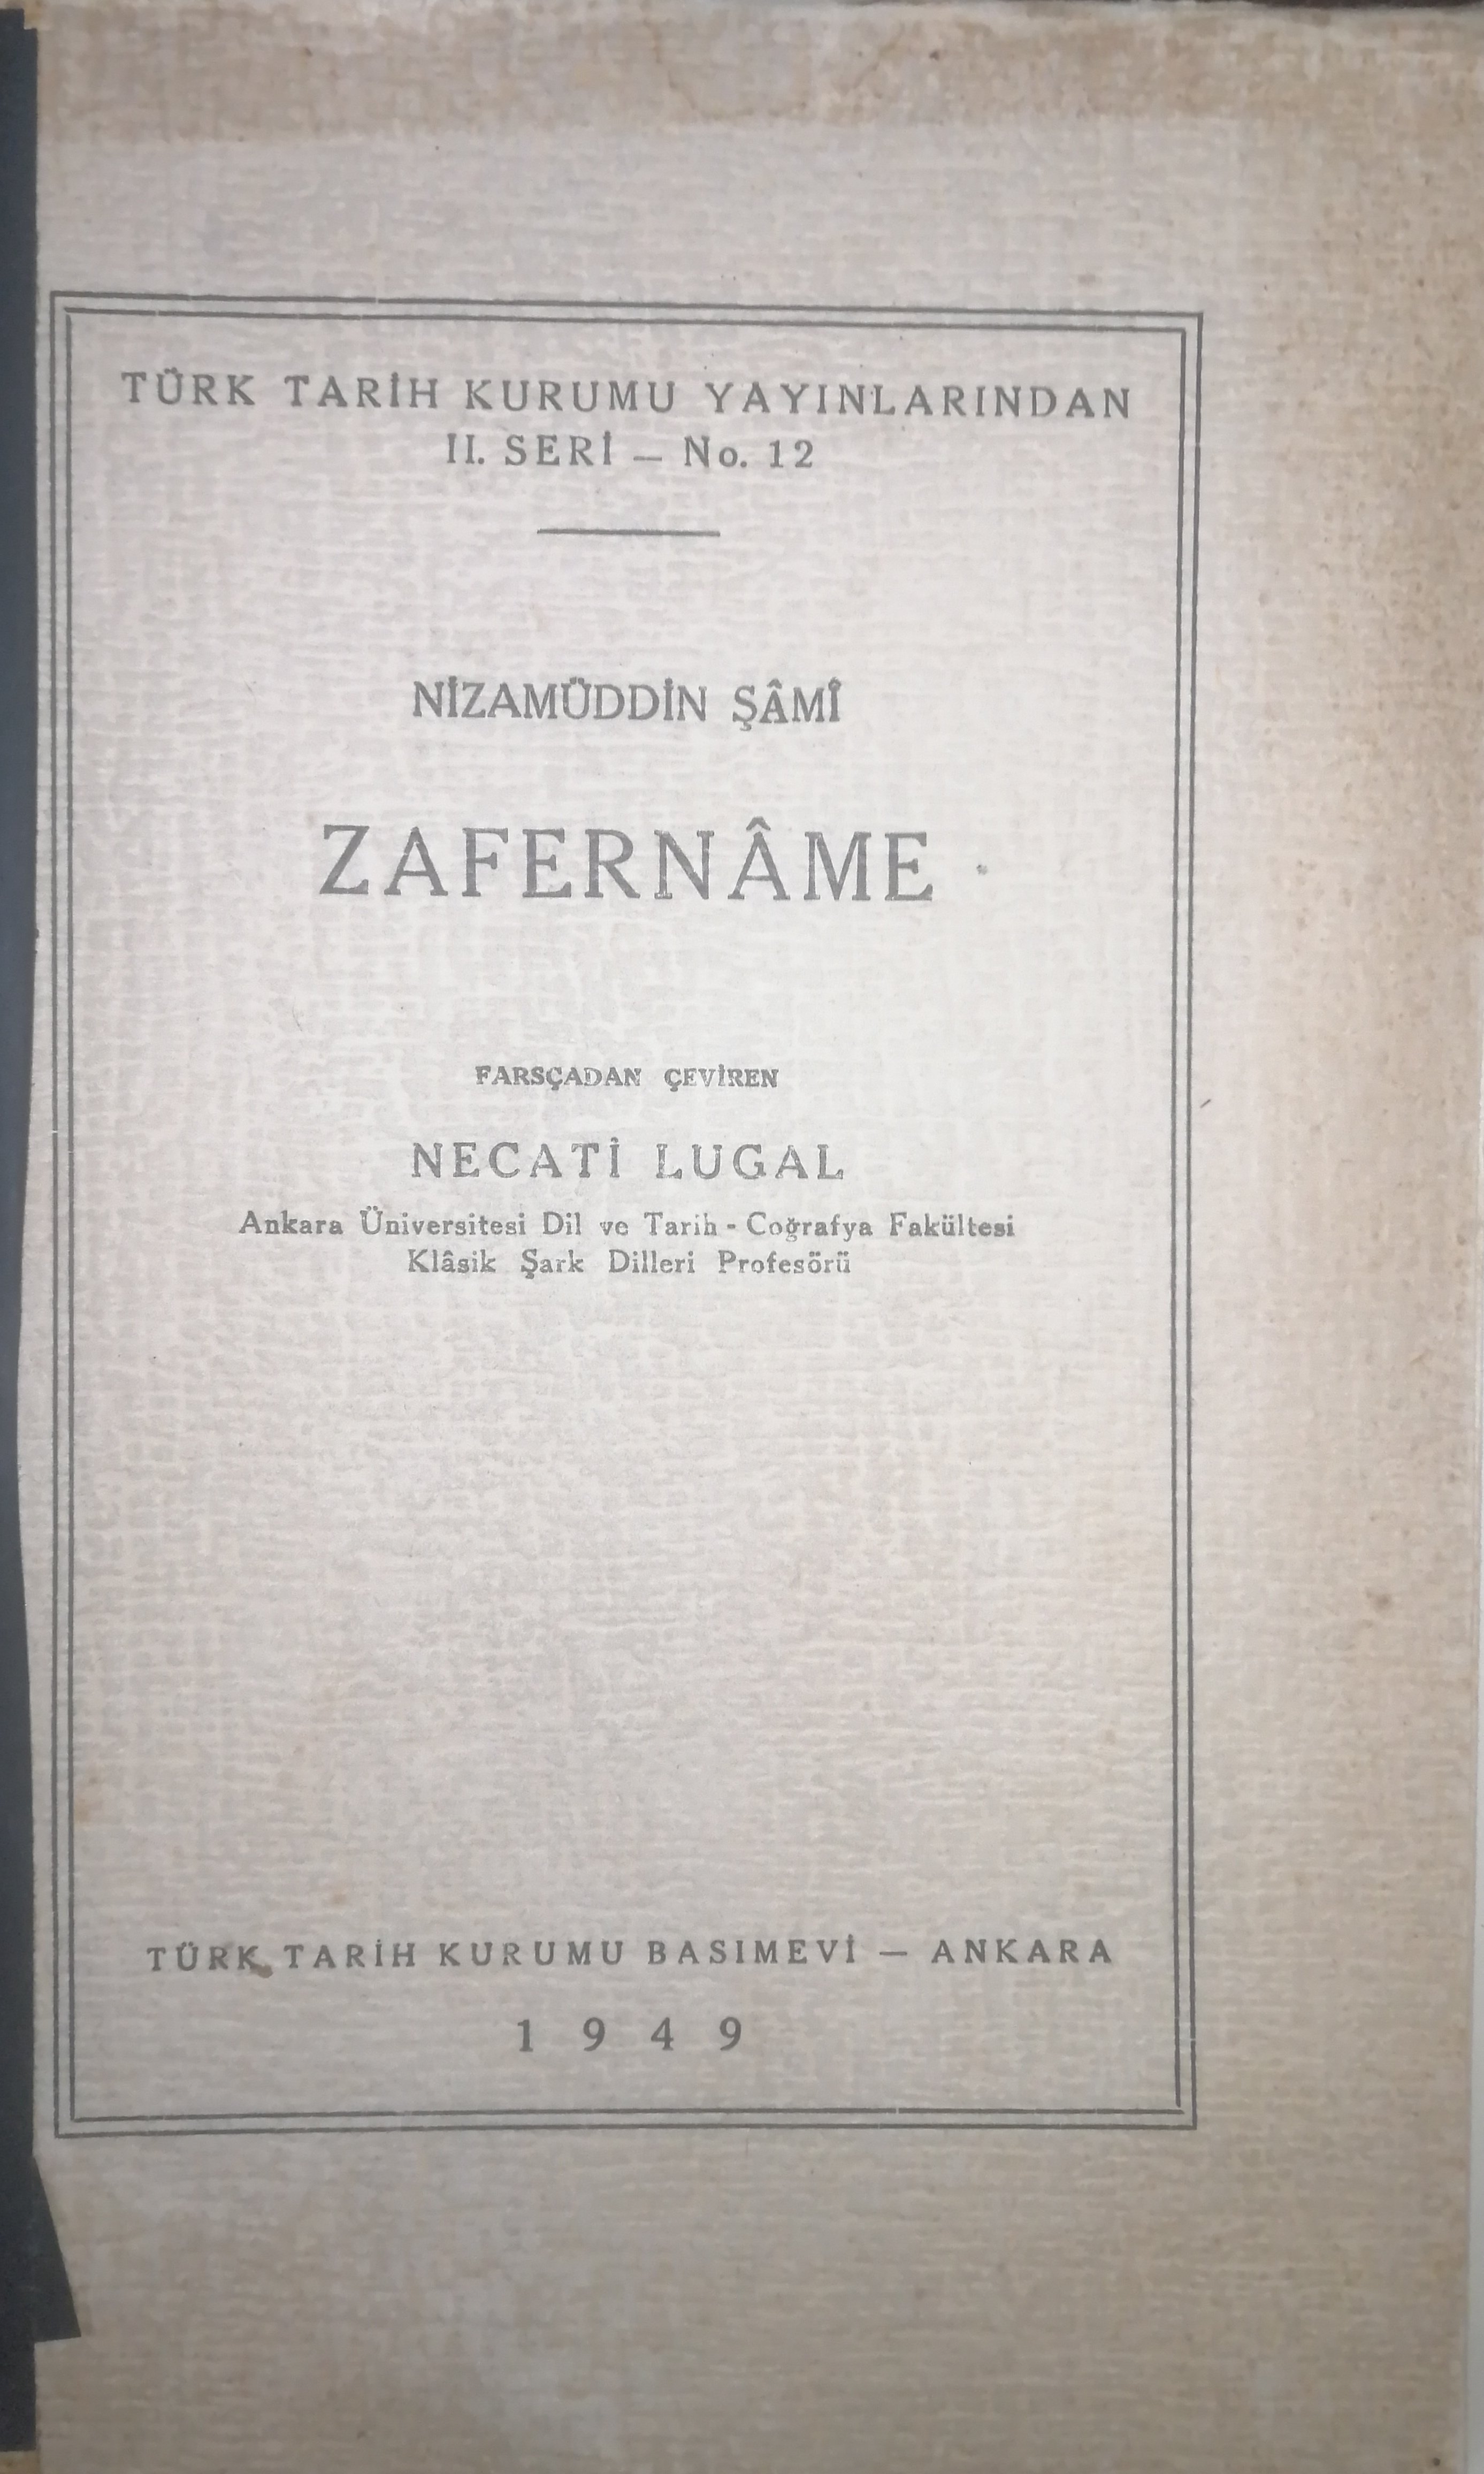 TÜRK TARİH KURUMU YAYINLARINDAN
II. SERİ — No. 12
NİZAMÜDDİN ŞÂMÎ
ZAFERNÂME
FARSÇADAN ÇEVİREN
NECATİ LUGAL
Ankara Üniversitesi Dil ve Tarih - Coğrafya Fakültesi
Klâsik Şark Dilleri Profesörü
TÜRK TARİH KURUMU BASIMEVİ — ANKARA
1949